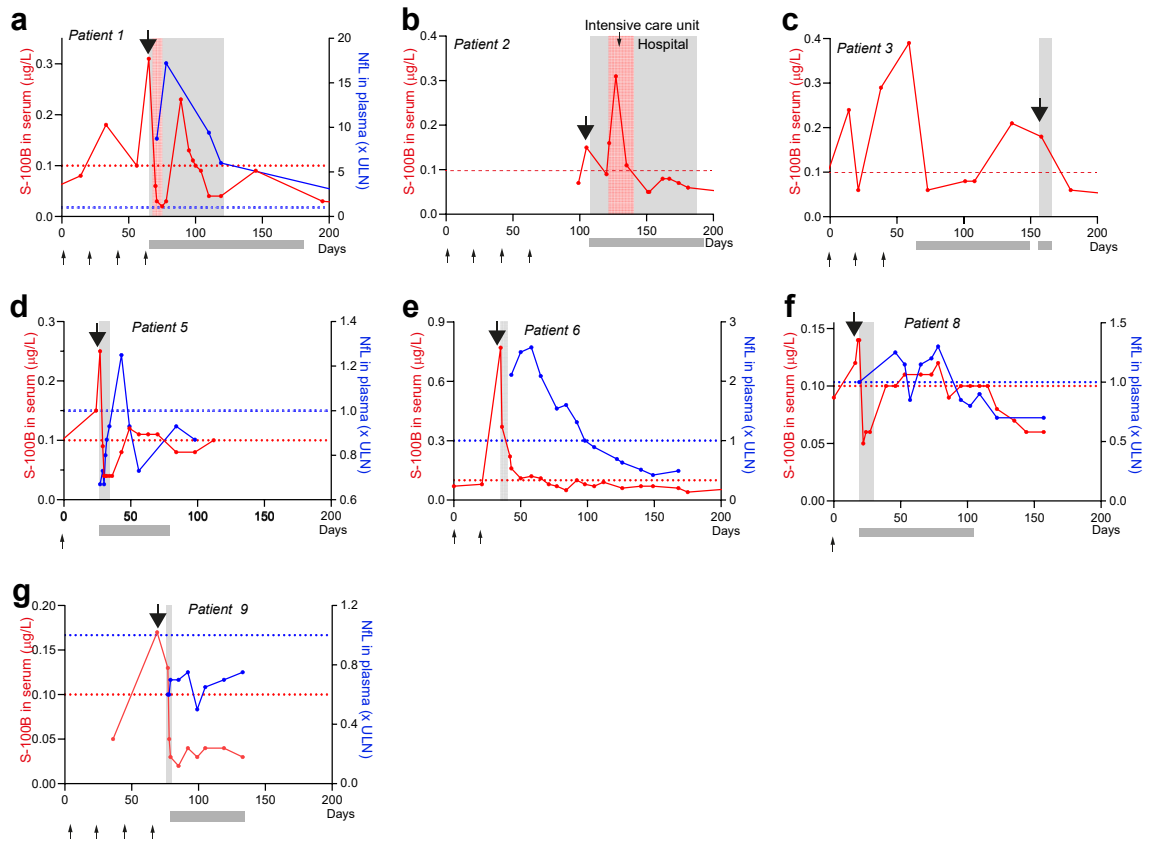 a
Patient 1
S-100B in serum (μg/L)
NfL in plasma (x ULN)
0.3
0.2
0.1
0.0
20
15
10
5
0
0 50 100 150 200
Days
b
Patient 2
Intensive care unit
Hospital
S-100B in serum (μg/L)
0.4
0.3
0.2
0.1
0.0
0 50 100 150 200
Days
c
Patient 3
S-100B in serum (μg/L)
0.4
0.3
0.2
0.1
0.0
0 50 100 150 200
Days
d
Patient 5
S-100B in serum (μg/L)
NfL in plasma (x ULN)
0.3
0.2
0.1
0.0
1.4
1.2
1.0
0.8
0.6
0 50 100 150 200
Days
e
Patient 6
S-100B in serum (μg/L)
NfL in plasma (x ULN)
0.9
0.6
0.3
0.0
3
2
1
0
0 50 100 150 200
Days
f
Patient 8
S-100B in serum (μg/L)
NfL in plasma (x ULN)
0.15
0.10
0.05
0.00
1.5
1.0
0.5
0.0
0 50 100 150 200
Days
g
Patient 9
S-100B in serum (μg/L)
NfL in plasma (x ULN)
0.20
0.15
0.10
0.05
0.00
1.2
0.8
0.4
0.0
0 50 100 150 200
Days